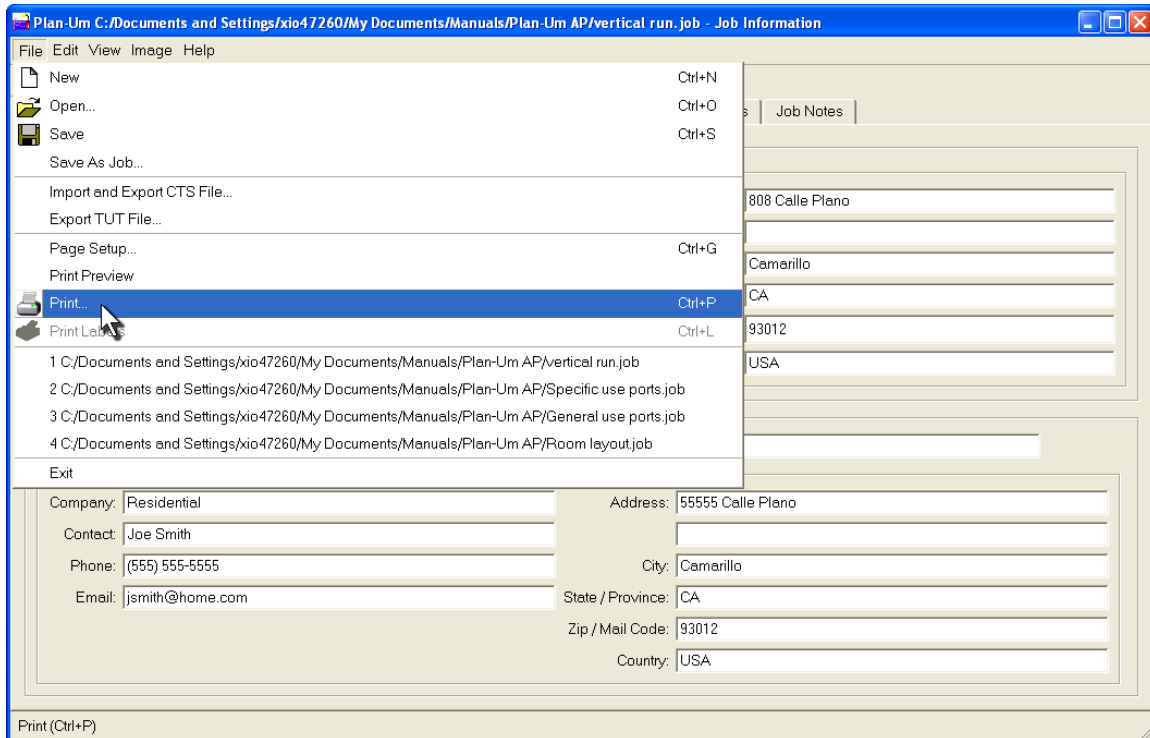 Plan-Um C:/Documents and Settings/xio47260/My Documents/Manuals/Plan-Um AP/vertical run.job - Job Information
File Edit View Image Help
New Ctrl+N
Open... Ctrl+O
Save Ctrl+S
s Job Notes
Save As Job...
Import and Export CTS File...
808 Calle Plano
Export TUT File...
Page Setup... Ctrl+G
Camarillo
Print Preview
Print... Ctrl+P
CA
Print Labels Ctrl+L
93012
1 C:/Documents and Settings/xio47260/My Documents/Manuals/Plan-Um AP/vertical run.job
USA
2 C:/Documents and Settings/xio47260/My Documents/Manuals/Plan-Um AP/Specific use ports.job
3 C:/Documents and Settings/xio47260/My Documents/Manuals/Plan-Um AP/General use ports.job
4 C:/Documents and Settings/xio47260/My Documents/Manuals/Plan-Um AP/Room layout.job
Exit
Company: Residential Address: 55555 Calle Plano
Contact: Joe Smith
Phone: (555) 555-5555 City: Camarillo
Email: jsmith@home.com State / Province: CA
Zip / Mail Code: 93012
Country: USA
Print (Ctrl+P)